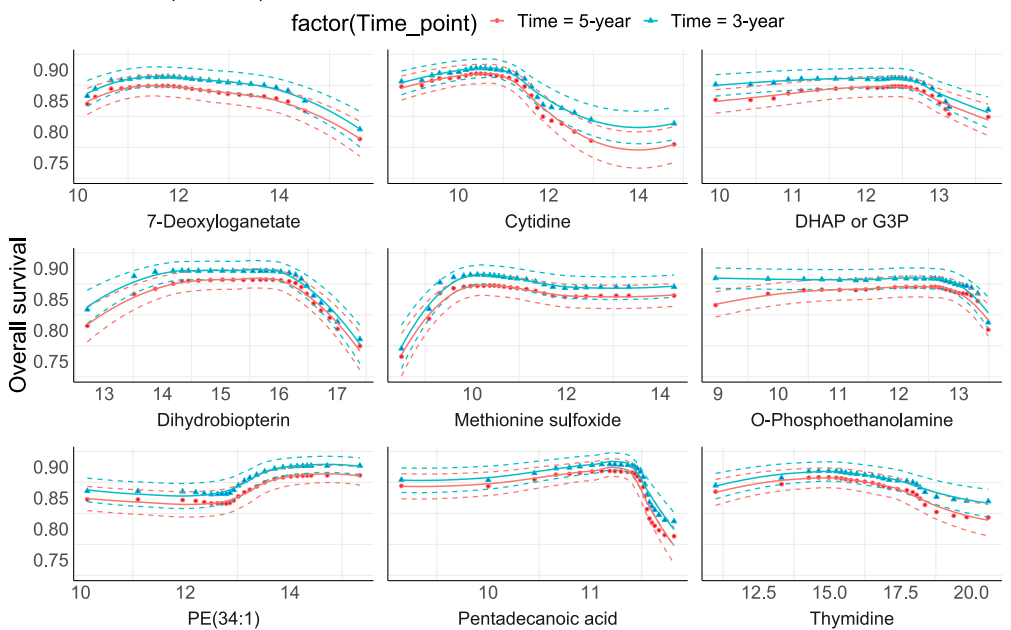 factor(Time_point) Time = 5-year Time = 3-year
0.90
0.85
0.80
0.75
10 12 14
7-Deoxyloganetate
10 12 14
Cytidine
10 11 12 13
DHAP or G3P
Overall survival
0.90
0.85
0.80
0.75
13 14 15 16 17
Dihydrobiopterin
10 12 14
Methionine sulfoxide
9 10 11 12 13
O-Phosphoethanolamine
0.90
0.85
0.80
0.75
10 12 14
PE(34:1)
10 11
Pentadecanoic acid
12.5 15.0 17.5 20.0
Thymidine